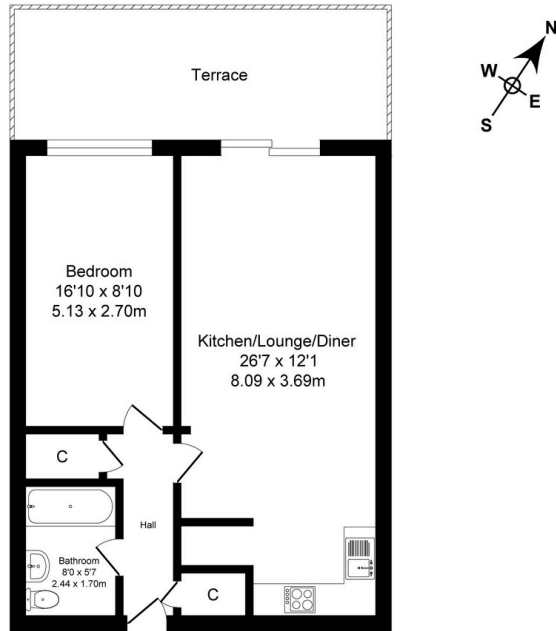 Terrace
N
W
E
S
Bedroom
16'10 x 8'10
5.13 x 2.70m
Kitchen/Lounge/Diner
26'7 x 12'1
8.09 x 3.69m
C
Hall
Bathroom
8'0 x 5'7
2.44 x 1.70m
C